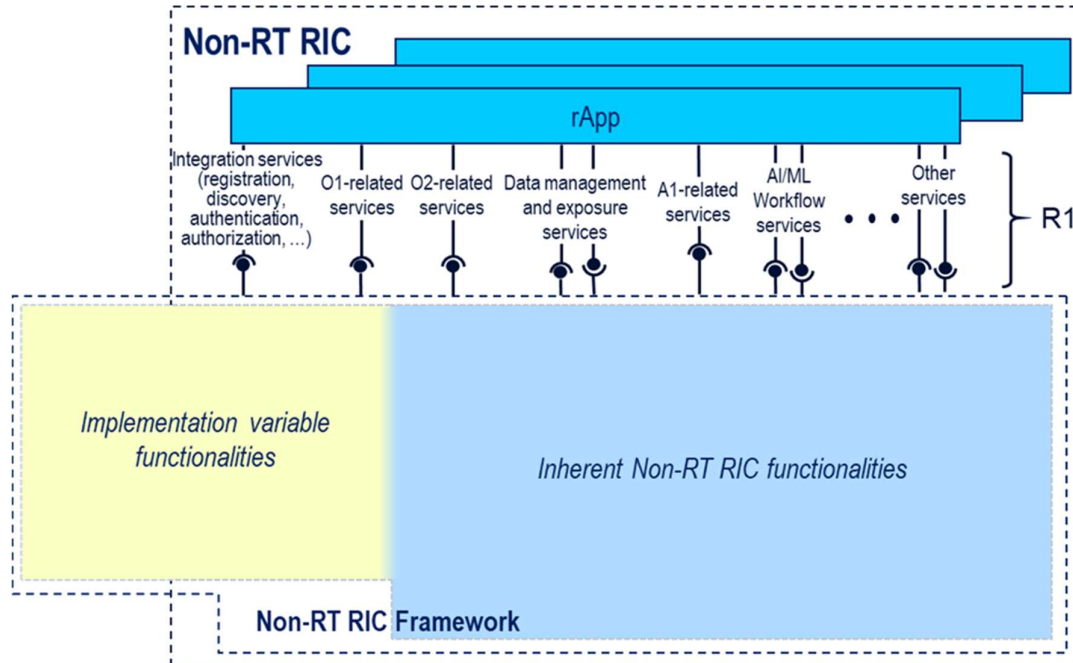 Non-RT RIC
rApp
Integration services
(registration,
discovery,
authentication,
authorization, ...)
O1-related
services
O2-related
services
Data management
and exposure
services
A1-related
services
AI/ML
Workflow
services
Other
services
R1
Implementation variable
functionalities
Inherent Non-RT RIC functionalities
Non-RT RIC Framework